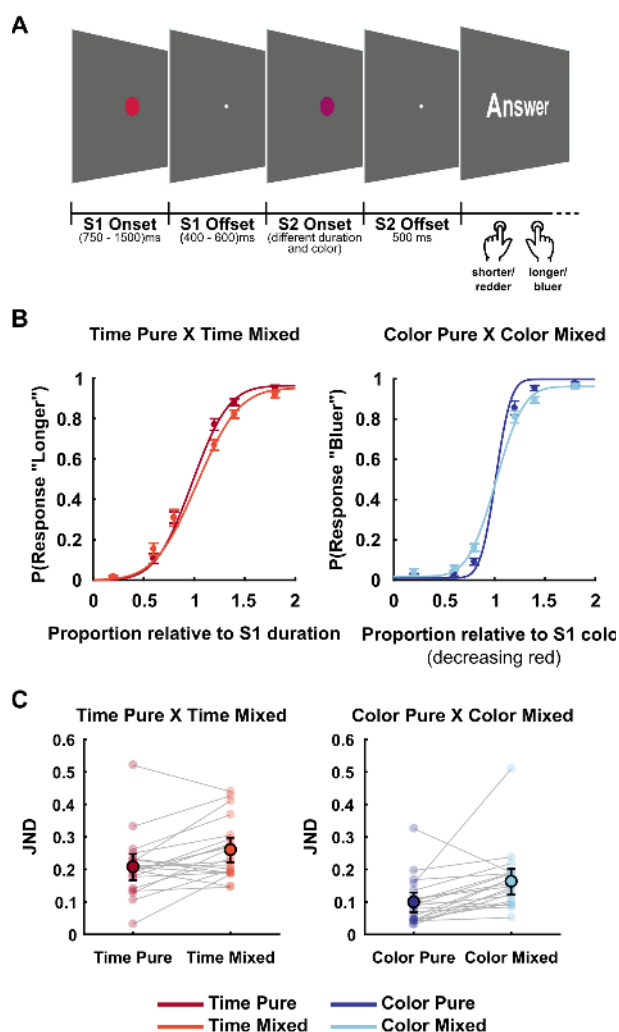 A
Answer
S1 Onset S1 Offset S2 Onset S2 Offset
(750 - 1500)ms (400 - 600)ms (different duration 500 ms
and color)
shorter/ longer/
redder bluer
B
Time Pure X Time Mixed Color Pure X Color Mixed
P(Response "Longer")
1
0.8
0.6
0.4
0.2
0
0 0.5 1 1.5 2
Proportion relative to S1 duration
P(Response "Bluer")
1
0.8
0.6
0.4
0.2
0
0 0.5 1 1.5 2
Proportion relative to S1 colo
(decreasing red)
C
Time Pure X Time Mixed Color Pure X Color Mixed
JND
0.6
0.5
0.4
0.3
0.2
0.1
0
Time Pure Time Mixed
JND
0.6
0.5
0.4
0.3
0.2
0.1
0
Color Pure Color Mixed
Time Pure Color Pure
Time Mixed Color Mixed